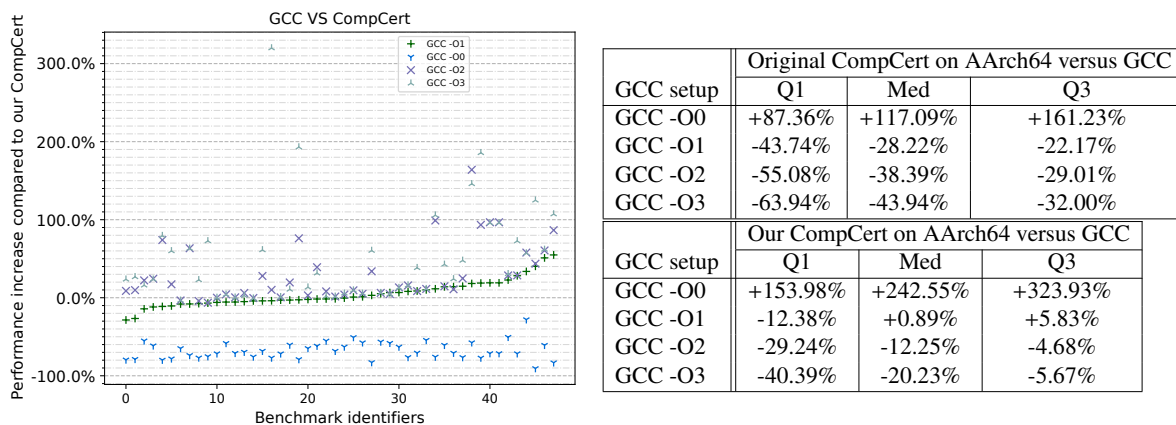 GCC VS CompCert
Performance increase compared to our CompCert
300.0%
200.0%
100.0%
0.0%
-100.0%
0
10
20
30
40
Benchmark identifiers
GCC -O1
GCC -O0
GCC -O2
GCC -O3
Original CompCert on AArch64 versus GCC
GCC setup Q1 Med Q3
GCC -O0 +87.36% +117.09% +161.23%
GCC -O1 -43.74% -28.22% -22.17%
GCC -O2 -55.08% -38.39% -29.01%
GCC -O3 -63.94% -43.94% -32.00%
Our CompCert on AArch64 versus GCC
GCC setup Q1 Med Q3
GCC -O0 +153.98% +242.55% +323.93%
GCC -O1 -12.38% +0.89% +5.83%
GCC -O2 -29.24% -12.25% -4.68%
GCC -O3 -40.39% -20.23% -5.67%